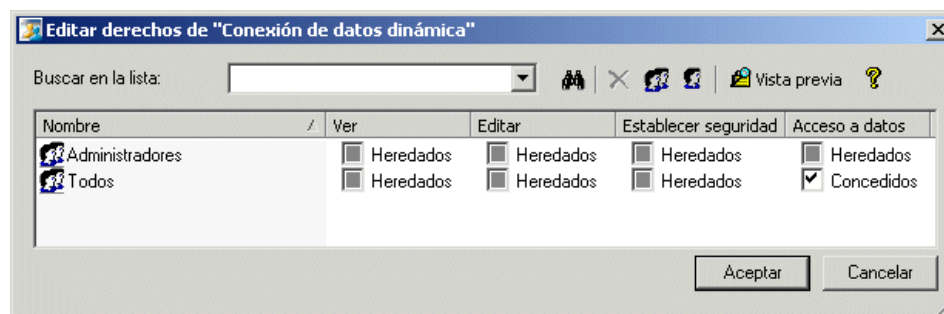 Editar derechos de "Conexión de datos dinámica"
Buscar en la lista: Vista previa
Nombre Ver Editar Establecer seguridad Acceso a datos
Administradores Heredados Heredados Heredados Heredados
Todos Heredados Heredados Heredados Concedidos
Aceptar Cancelar